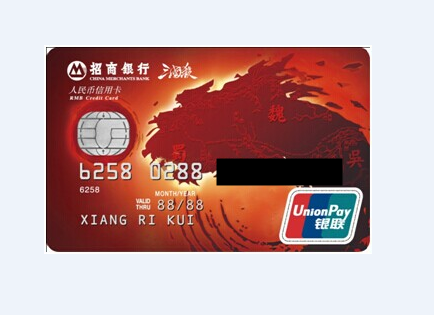 招商银行 三国杀
CHINA MERCHANTS BANK
人民币信用卡
RMB Credit Card
魏
蜀
吴
6258 0288
6258
MONTH/YEAR
VALID THRU 88/88
XIANG RI KUI
UnionPay
银联